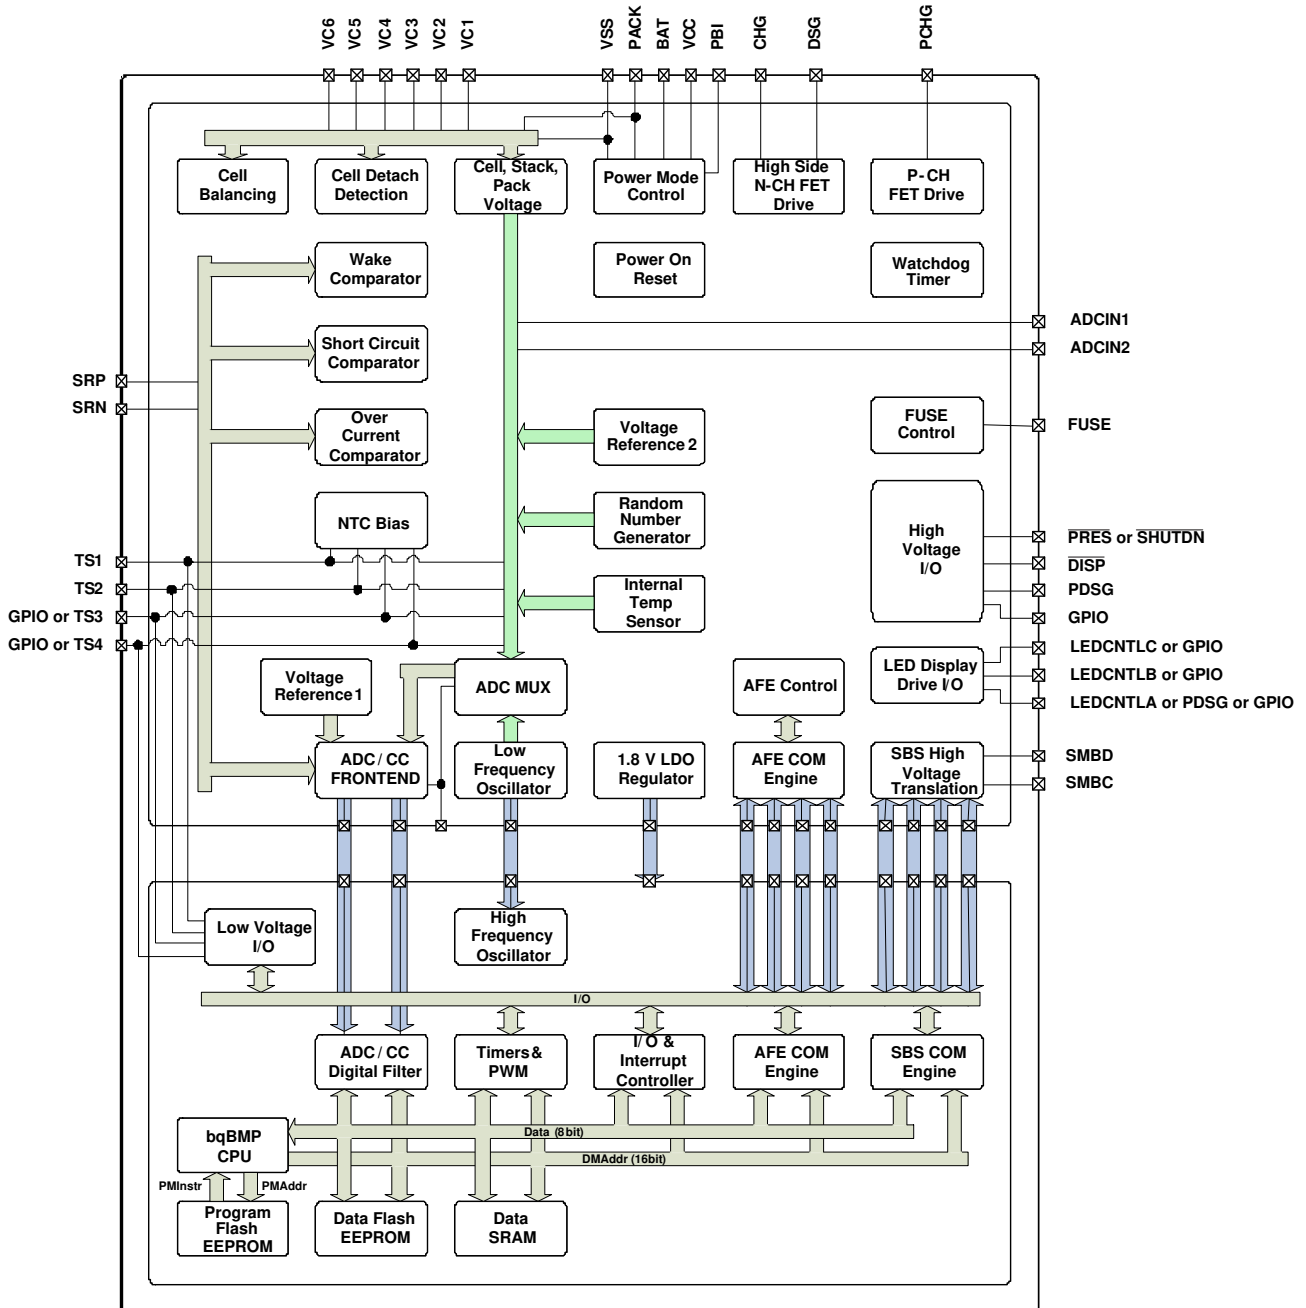 VC6
VC5
VC4
VC3
VC2
VC1
VSS
PACK
BAT
VCC
PBI
CHG
DSG
PCHG
Cell
Balancing
Cell Detach
Detection
Cell, Stack,
Pack
Voltage
Power Mode
Control
High Side
N-CH FET
Drive
P-CH
FET Drive
Wake
Comparator
Power On
Reset
Watchdog
Timer
ADCIN1
ADCIN2
Short Circuit
Comparator
SRP
SRN
Over
Current
Comparator
Voltage
Reference 2
FUSE
Control
FUSE
NTC Bias
Random
Number
Generator
High
Voltage
I/O
PRES or SHUTDN
DISP
PDSG
GPIO
TS1
TS2
GPIO or TS3
GPIO or TS4
Internal
Temp
Sensor
Voltage
Reference 1
ADC MUX
AFE Control
LED Display
Drive I/O
LEDCNTLC or GPIO
LEDCNTLB or GPIO
LEDCNTLA or PDSG or GPIO
ADC / CC
FRONTEND
Low
Frequency
Oscillator
1.8 V LDO
Regulator
AFE COM
Engine
SBS High
Voltage
Translation
SMBD
SMBC
Low Voltage
I/O
High
Frequency
Oscillator
I/O
ADC / CC
Digital Filter
Timers &
PWM
I/O &
Interrupt
Controller
AFE COM
Engine
SBS COM
Engine
bqBMP
CPU
Data (8bit)
DMAddr (16bit)
PMInstr
PMAddr
Program
Flash
EEPROM
Data Flash
EEPROM
Data
SRAM